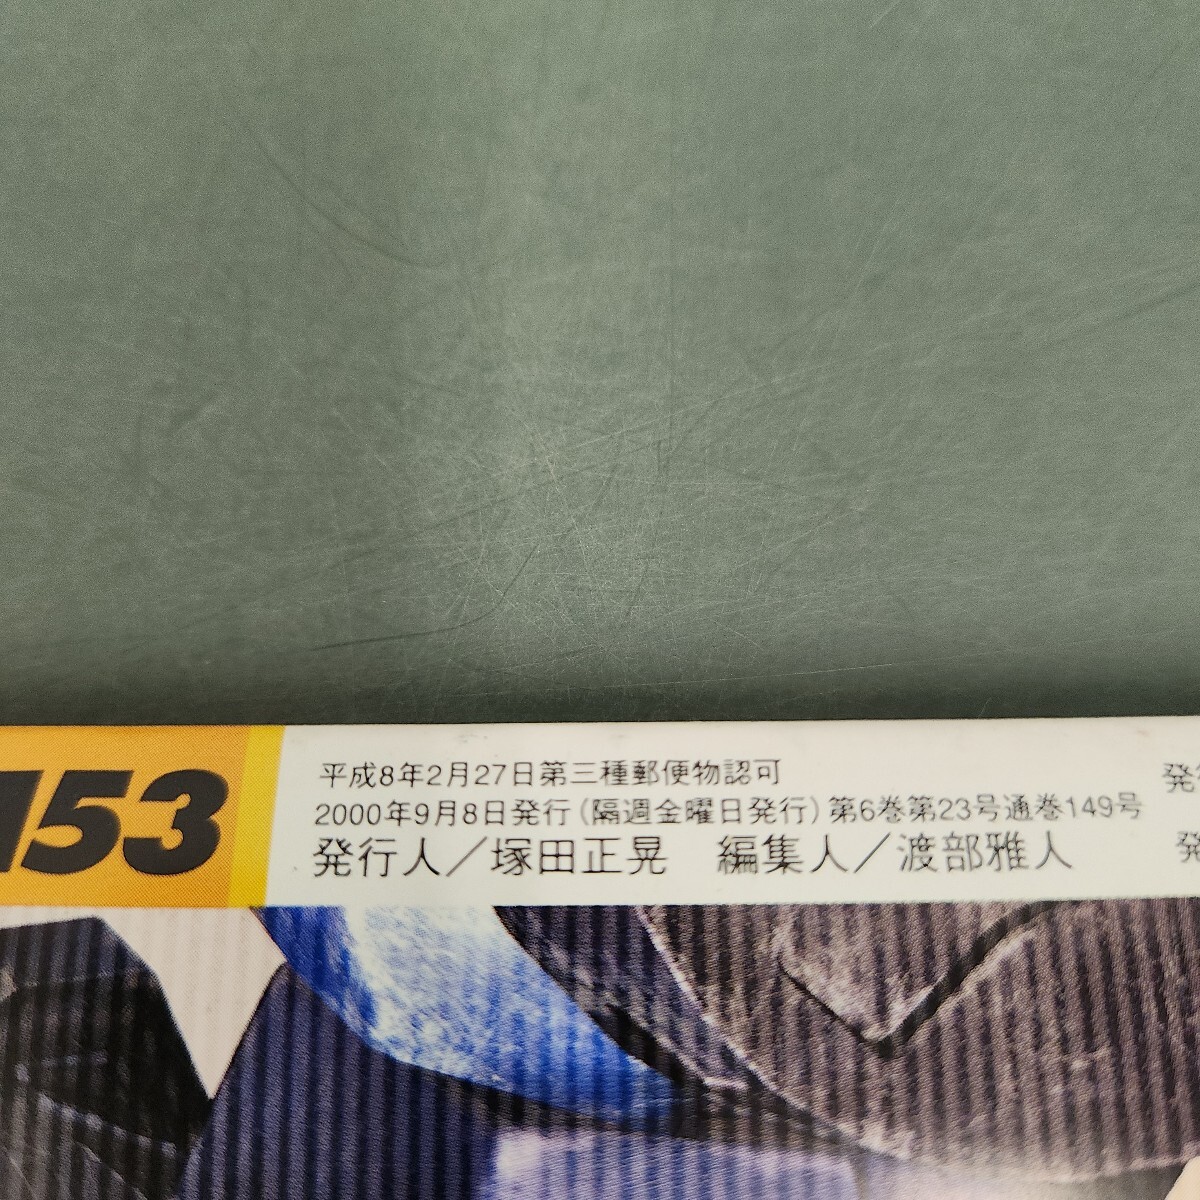 153
平成8年2月27日第三種郵便物認可
2000年9月8日発行(隔週金曜日発行)第6巻第23号通巻149号
発行人/塚田正晃 編集人/渡部雅人
発
発